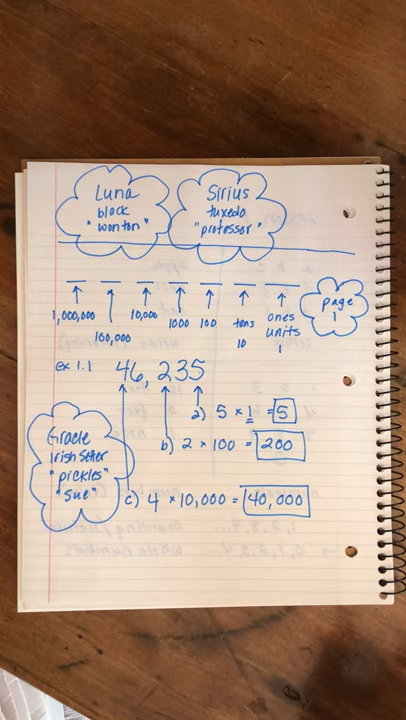 Luna
black
"wonton"
Sirius
tuxedo
"professor"
1,000,000
100,000
10,000
1000
100
tens
10
ones
units
1
page
1
ex 1.1 46,235
a) 5 × 1 = 5
b) 2 × 100 = 200
c) 4 × 10,000 = 40,000
Gracie
Irish Setter
"pickles"
"Sue"